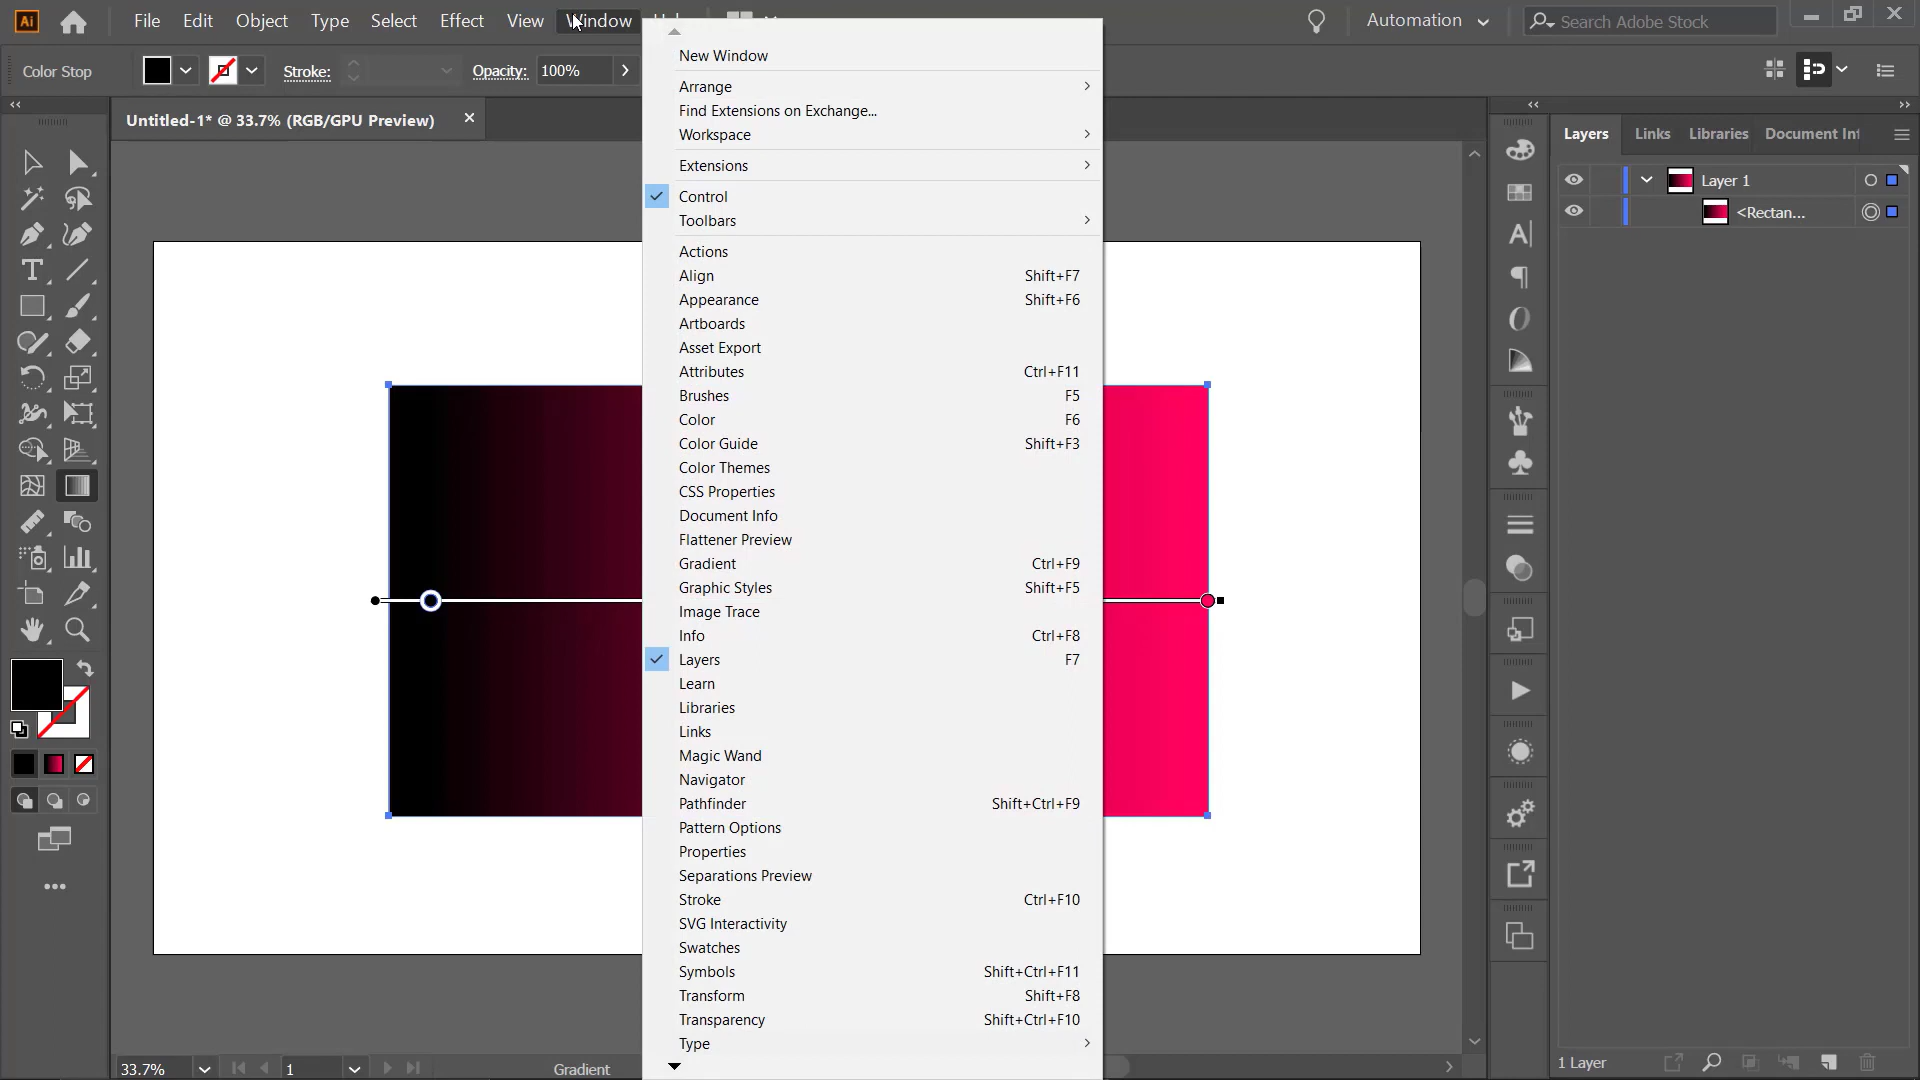 Ai
File Edit Object Type Select Effect View Window
Automation
Search Adobe Stock
Color Stop
Stroke:
Opacity:
100%
Untitled-1* @ 33.7% (RGB/GPU Preview)
New Window
Arrange
Find Extensions on Exchange...
Workspace
Extensions
Control
Toolbars
Actions
Align Shift+F7
Appearance Shift+F6
Artboards
Asset Export
Attributes Ctrl+F11
Brushes F5
Color F6
Color Guide Shift+F3
Color Themes
CSS Properties
Document Info
Flattener Preview
Gradient Ctrl+F9
Graphic Styles Shift+F5
Image Trace
Info Ctrl+F8
Layers F7
Learn
Libraries
Links
Magic Wand
Navigator
Pathfinder Shift+Ctrl+F9
Pattern Options
Properties
Separations Preview
Stroke Ctrl+F10
SVG Interactivity
Swatches
Symbols Shift+Ctrl+F11
Transform Shift+F8
Transparency Shift+Ctrl+F10
Type
Layers Links Libraries Document Inf
Layer 1
<Rectan...
1 Layer
33.7%
1
Gradient